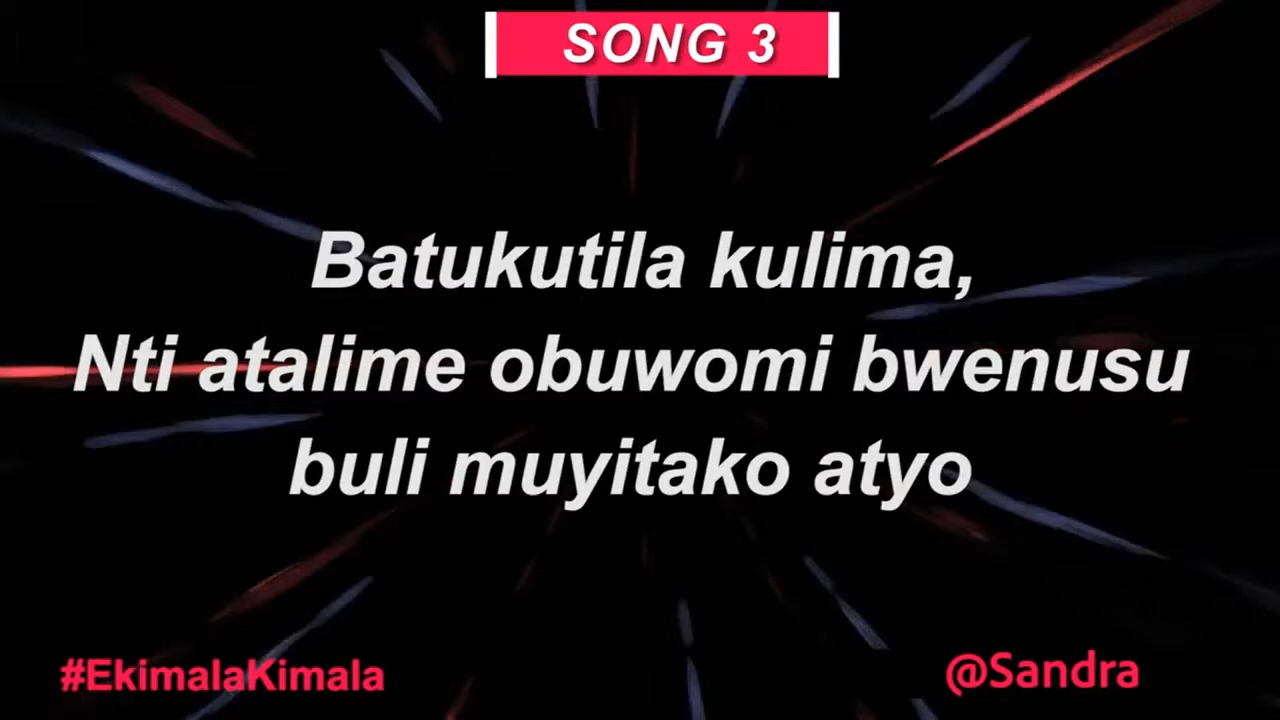 SONG 3
Batukutila kulima,
Nti atalime obuwomi bwenusu
buli muyitako atyo
#EkimalaKimala
@Sandra